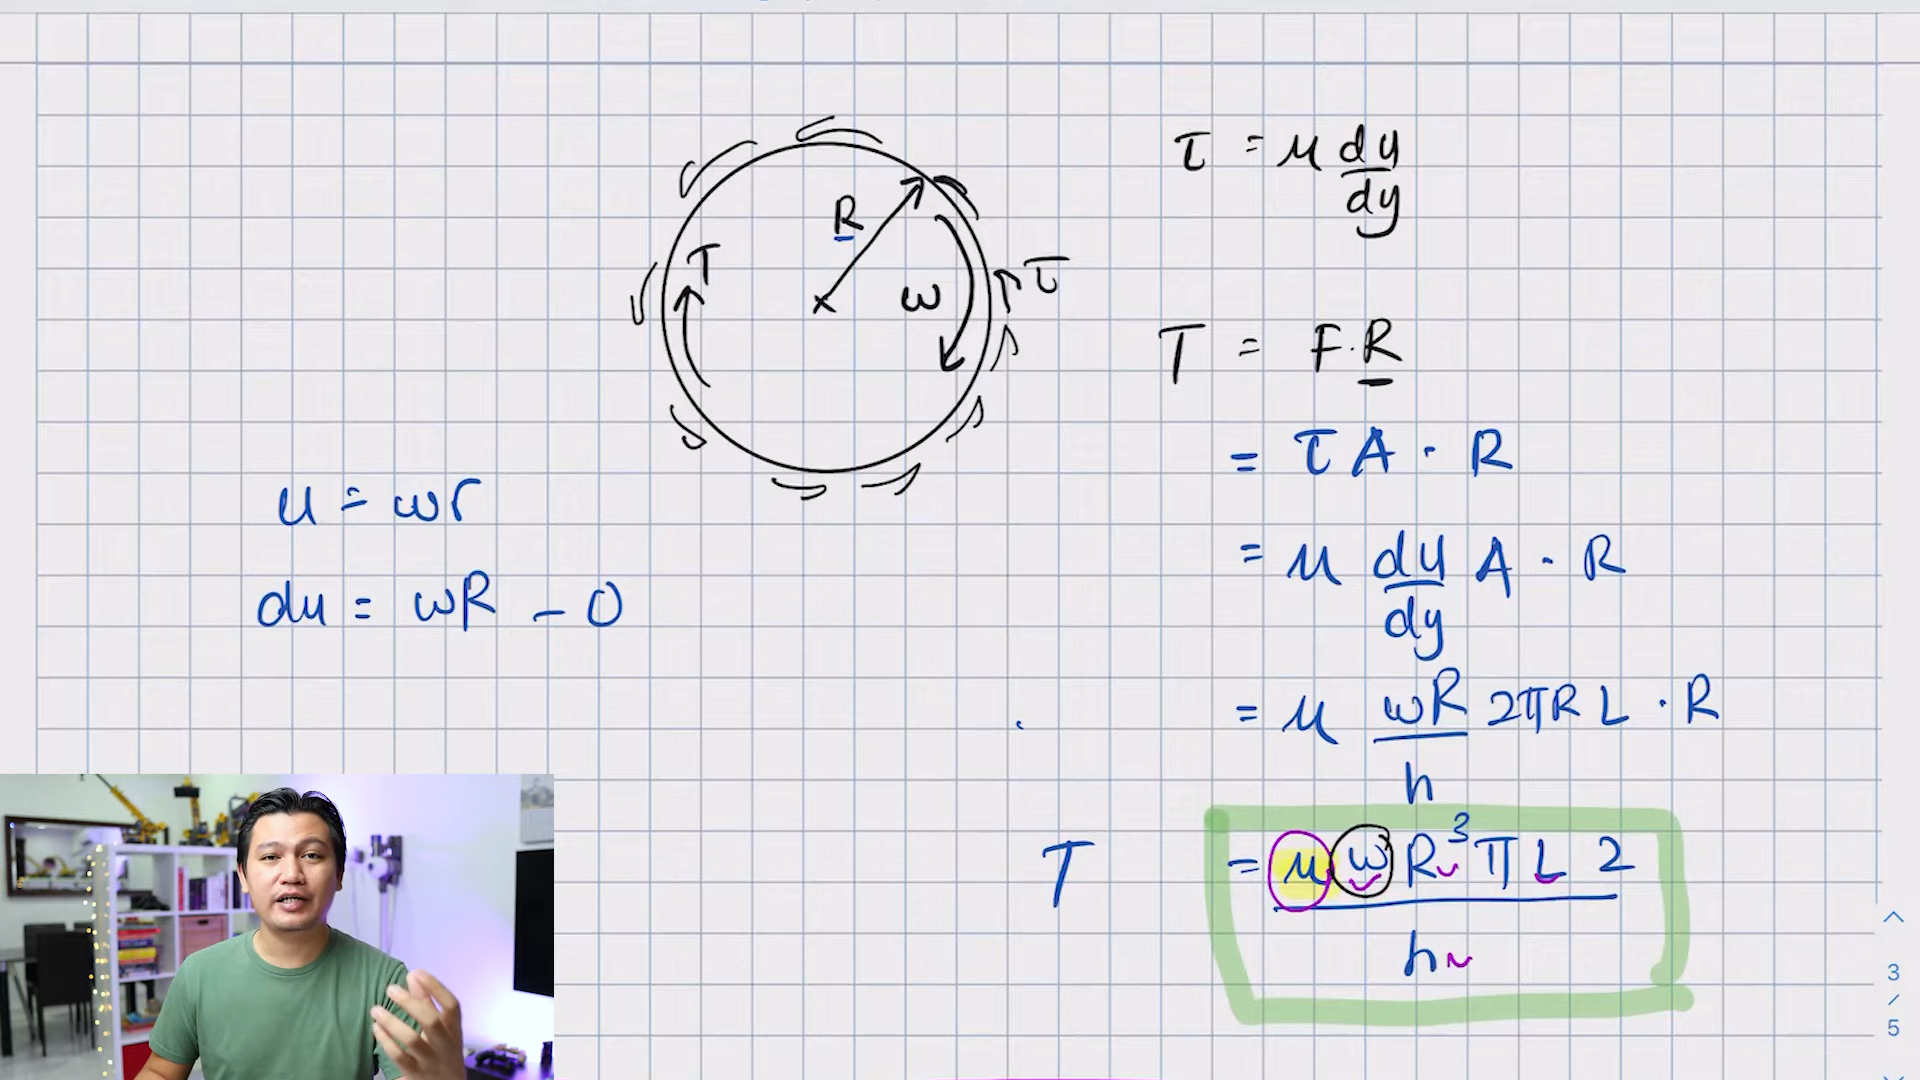 R
T
ω
τ
u = ωr
du = ωR - 0
τ = μ du/dy
T = F·R
= τ A · R
= μ du/dy A · R
= μ ωR/h 2πR L · R
T = μ ω R³ π L 2/h
3
/
5